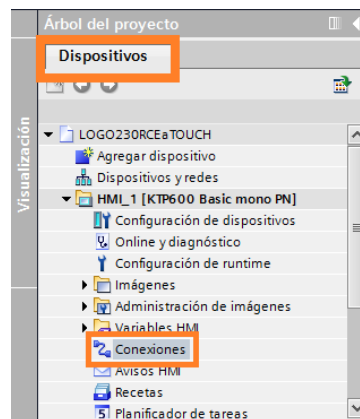 Árbol del proyecto
Dispositivos
Visualización
LOGO230RCEaTOUCH
Agregar dispositivo
Dispositivos y redes
HMI_1 [KTP600 Basic mono PN]
Configuración de dispositivos
Online y diagnóstico
Configuración de runtime
Imágenes
Administración de imágenes
Variables HMI
Conexiones
Avisos HMI
Recetas
Planificador de tareas